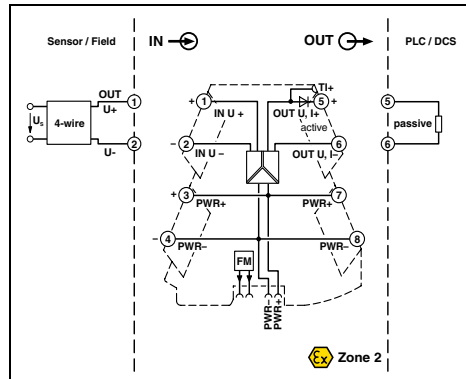 Sensor / Field
IN
OUT
PLC / DCS
OUT
U+
1
+
1
IN U +
TI+
5
+
OUT U, I+
active
5
Us
4-wire
passive
2
U-
−
2
IN U −
6
OUT U, I−
6
+
3
PWR+
7
PWR+
−
4
PWR−
8
PWR−
FM
PWR−
PWR+
Ex
Zone 2